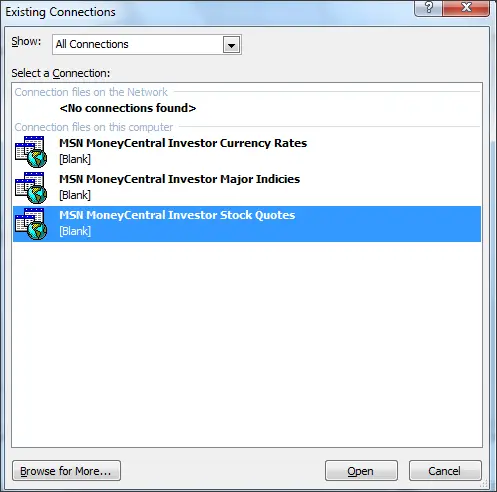 Existing Connections
?
Show: All Connections
Select a Connection:
Connection files on the Network
<No connections found>
Connection files on this computer
MSN MoneyCentral Investor Currency Rates
[Blank]
MSN MoneyCentral Investor Major Indicies
[Blank]
MSN MoneyCentral Investor Stock Quotes
[Blank]
Browse for More... Open Cancel